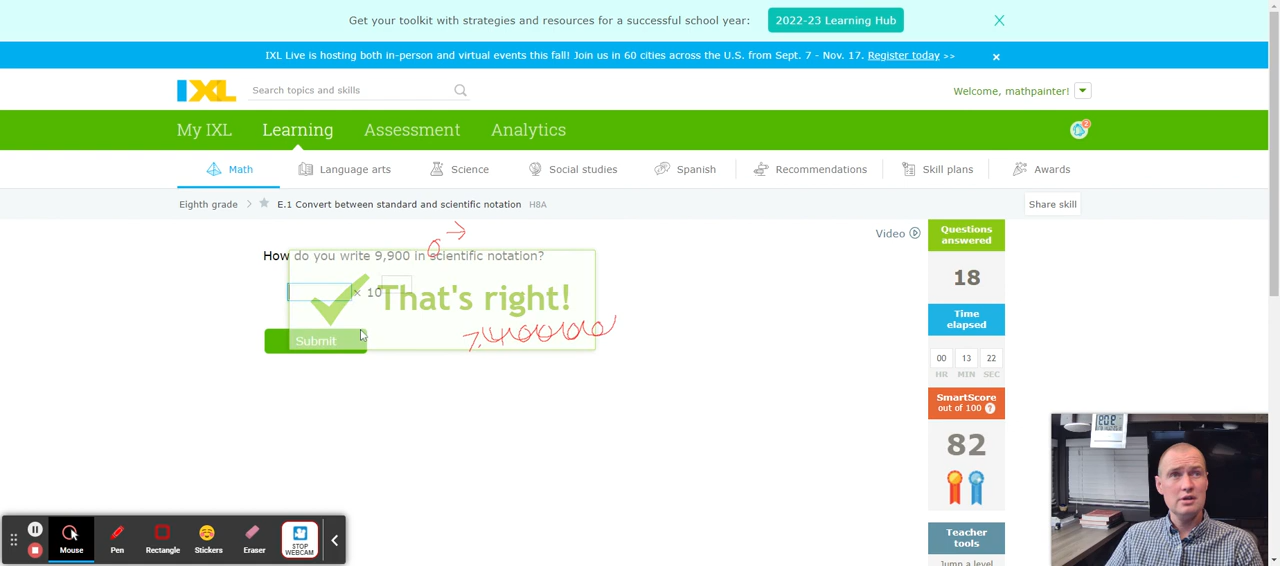 Get your toolkit with strategies and resources for a successful school year: 2022-23 Learning Hub
IXL Live is hosting both in-person and virtual events this fall! Join us in 60 cities across the U.S. from Sept. 7 - Nov. 17. Register today >>
IXL Search topics and skills Welcome, mathpainter!
My IXL Learning Assessment Analytics 2
Math Language arts Science Social studies Spanish Recommendations Skill plans Awards
Eighth grade > E.1 Convert between standard and scientific notation H8A Share skill
Video
Questions answered
18
Time elapsed
00 13 22
HR MIN SEC
SmartScore out of 100 ?
82
Teacher tools
Jump a level
0 →
How do you write 9,900 in scientific notation?
× 10
That's right!
Submit
Mouse Pen Rectangle Stickers Eraser STOP WEBCAM